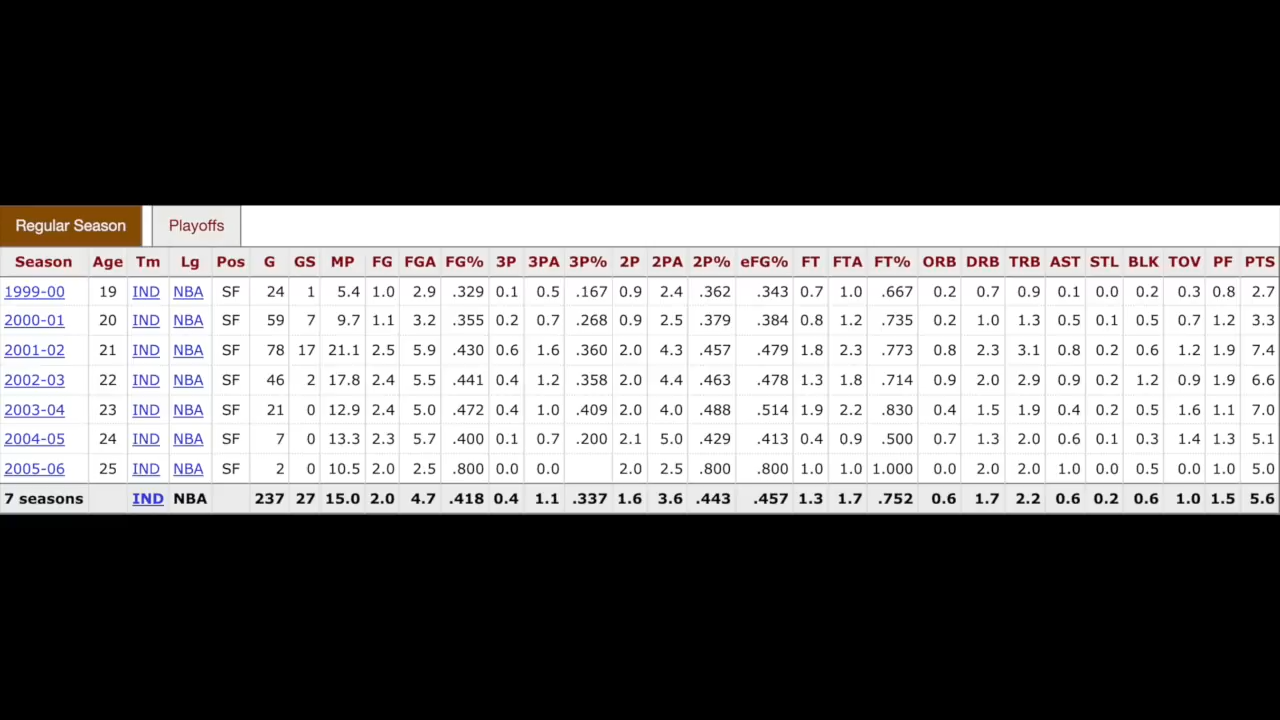 Regular Season Playoffs
Season Age Tm Lg Pos G GS MP FG FGA FG% 3P 3PA 3P% 2P 2PA 2P% eFG% FT FTA FT% ORB DRB TRB AST STL BLK TOV PF PTS
1999-00 19 IND NBA SF 24 1 5.4 1.0 2.9 .329 0.1 0.5 .167 0.9 2.4 .362 .343 0.7 1.0 .667 0.2 0.7 0.9 0.1 0.0 0.2 0.3 0.8 2.7
2000-01 20 IND NBA SF 59 7 9.7 1.1 3.2 .355 0.2 0.7 .268 0.9 2.5 .379 .384 0.8 1.2 .735 0.2 1.0 1.3 0.5 0.1 0.5 0.7 1.2 3.3
2001-02 21 IND NBA SF 78 17 21.1 2.5 5.9 .430 0.6 1.6 .360 2.0 4.3 .457 .479 1.8 2.3 .773 0.8 2.3 3.1 0.8 0.2 0.6 1.2 1.9 7.4
2002-03 22 IND NBA SF 46 2 17.8 2.4 5.5 .441 0.4 1.2 .358 2.0 4.4 .463 .478 1.3 1.8 .714 0.9 2.0 2.9 0.9 0.2 1.2 0.9 1.9 6.6
2003-04 23 IND NBA SF 21 0 12.9 2.4 5.0 .472 0.4 1.0 .409 2.0 4.0 .488 .514 1.9 2.2 .830 0.4 1.5 1.9 0.4 0.2 0.5 1.6 1.1 7.0
2004-05 24 IND NBA SF 7 0 13.3 2.3 5.7 .400 0.1 0.7 .200 2.1 5.0 .429 .413 0.4 0.9 .500 0.7 1.3 2.0 0.6 0.1 0.3 1.4 1.3 5.1
2005-06 25 IND NBA SF 2 0 10.5 2.0 2.5 .800 0.0 0.0 2.0 2.5 .800 .800 1.0 1.0 1.000 0.0 2.0 2.0 1.0 0.0 0.5 0.0 1.0 5.0
7 seasons IND NBA 237 27 15.0 2.0 4.7 .418 0.4 1.1 .337 1.6 3.6 .443 .457 1.3 1.7 .752 0.6 1.7 2.2 0.6 0.2 0.6 1.0 1.5 5.6